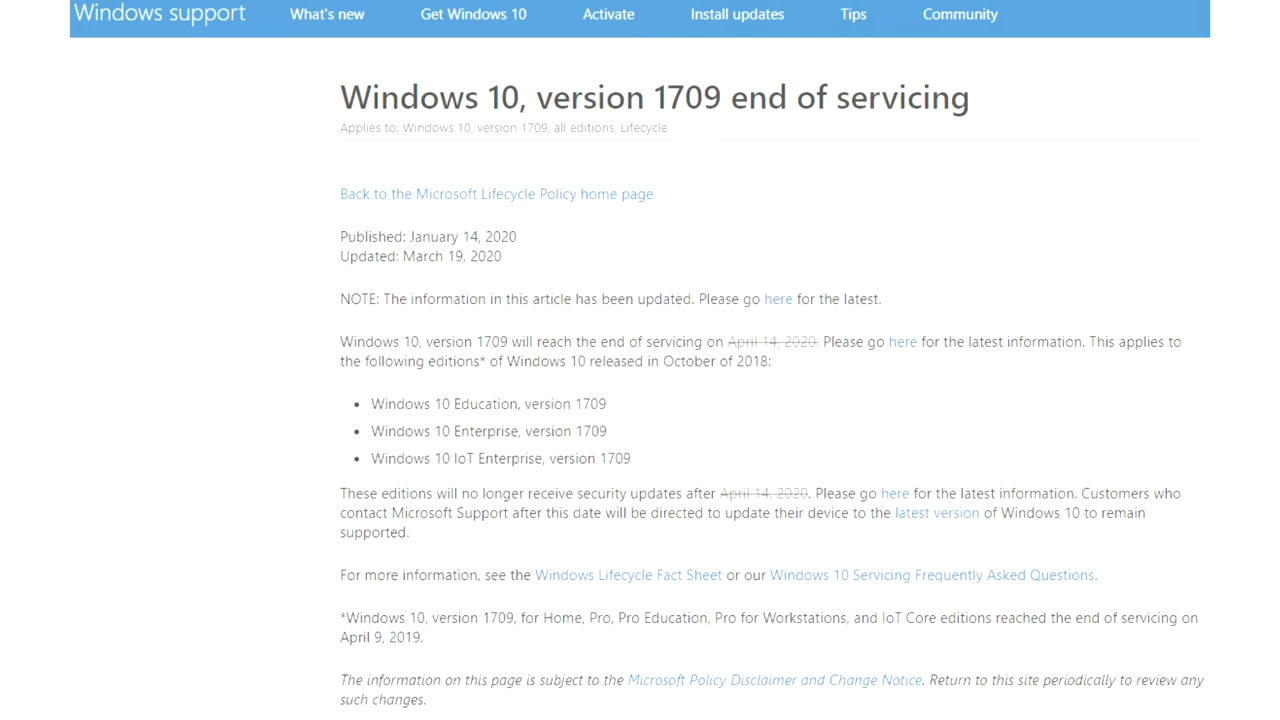 Windows support What's new Get Windows 10 Activate Install updates Tips Community
Windows 10, version 1709 end of servicing
Applies to: Windows 10, version 1709, all editions, Lifecycle
Back to the Microsoft Lifecycle Policy home page
Published: January 14, 2020
Updated: March 19, 2020
NOTE: The information in this article has been updated. Please go here for the latest.
Windows 10, version 1709 will reach the end of servicing on April 14, 2020. Please go here for the latest information. This applies to
the following editions* of Windows 10 released in October of 2018:
• Windows 10 Education, version 1709
• Windows 10 Enterprise, version 1709
• Windows 10 IoT Enterprise, version 1709
These editions will no longer receive security updates after April 14, 2020. Please go here for the latest information. Customers who
contact Microsoft Support after this date will be directed to update their device to the latest version of Windows 10 to remain
supported.
For more information, see the Windows Lifecycle Fact Sheet or our Windows 10 Servicing Frequently Asked Questions.
*Windows 10, version 1709, for Home, Pro, Pro Education, Pro for Workstations, and IoT Core editions reached the end of servicing on
April 9, 2019.
The information on this page is subject to the Microsoft Policy Disclaimer and Change Notice. Return to this site periodically to review any
such changes.